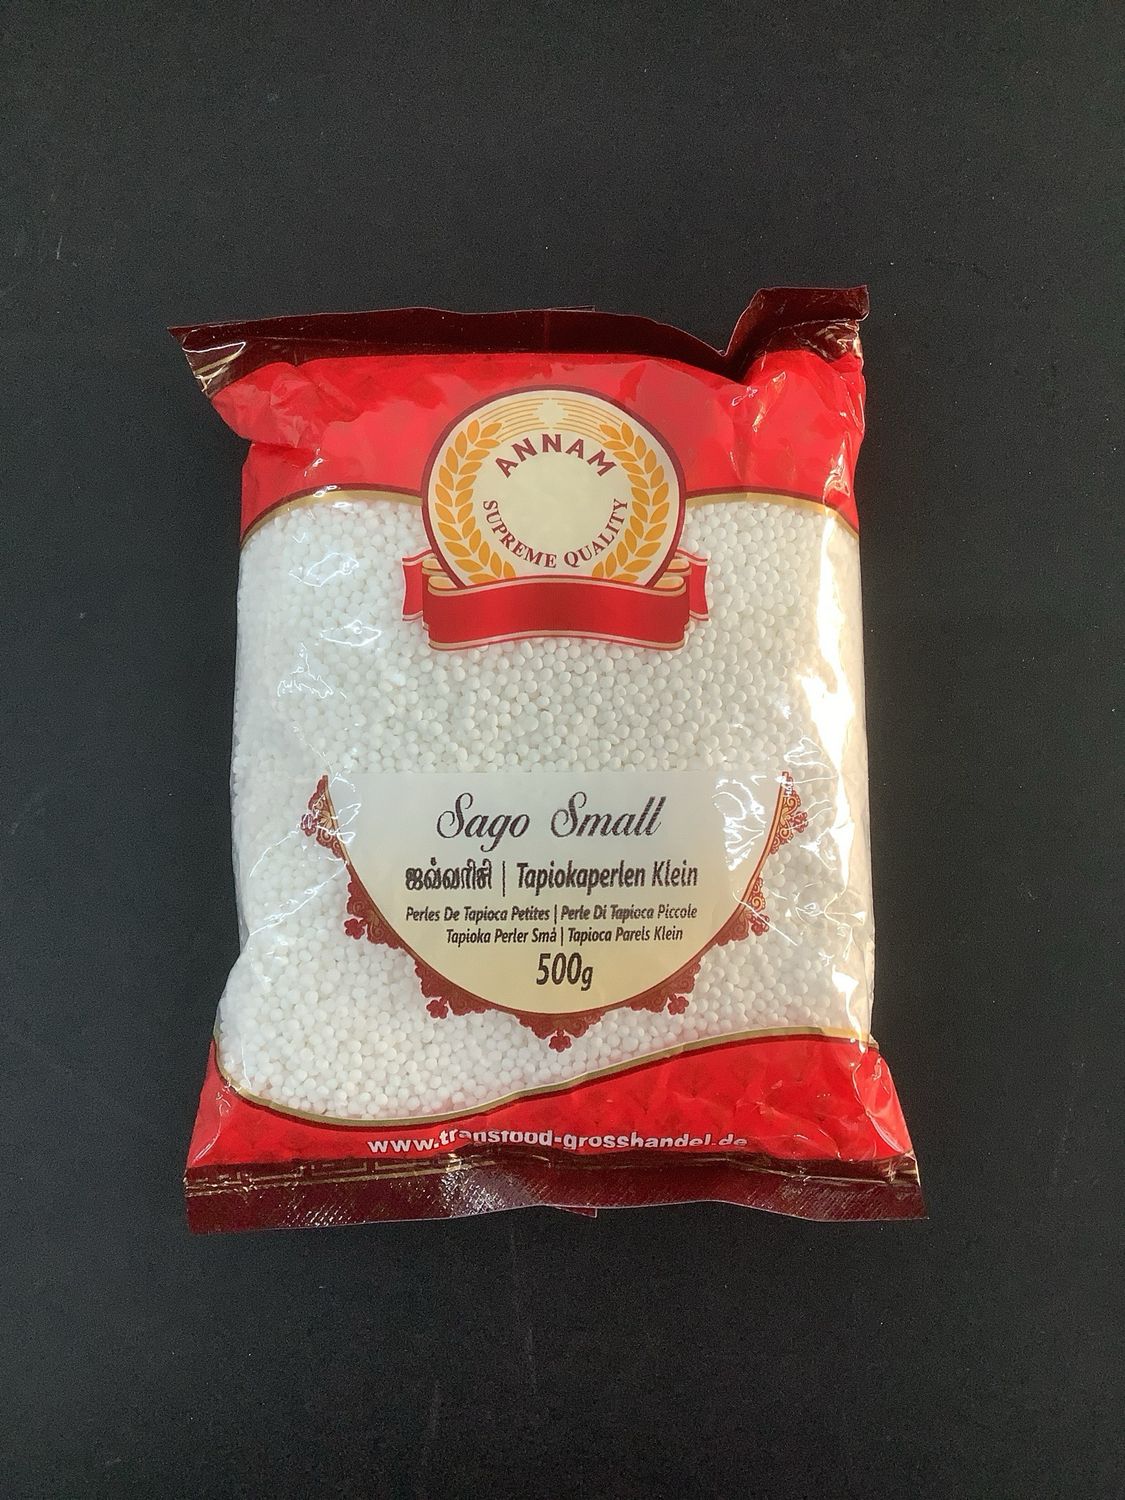 ANNAM
SUPREME QUALITY
Sago Small
ஜவ்வரிசி | Tapiokaperlen Klein
Perles De Tapioca Petites | Perle Di Tapioca Piccole
Tapioka Perler Små | Tapioca Parels Klein
500g
www.transfood-grosshandel.de